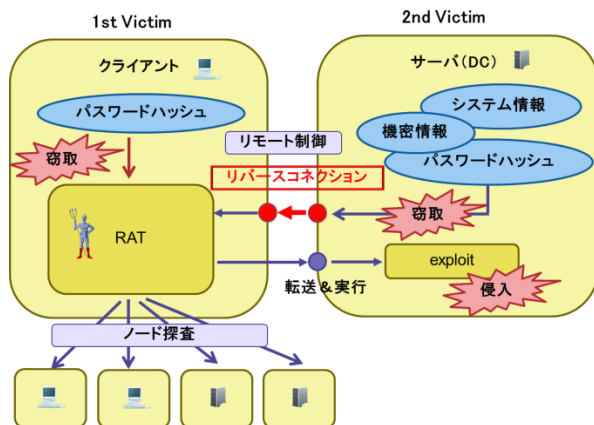 1st Victim
2nd Victim
クライアント
サーバ(DC)
パスワードハッシュ
システム情報
機密情報
パスワードハッシュ
窃取
リモート制御
リバースコネクション
窃取
RAT
exploit
転送&実行
侵入
ノード探査